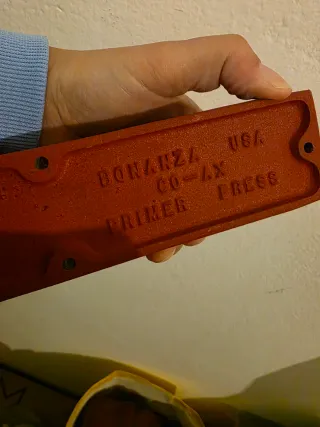 BONANZA USA
CO-AX
PRIMER PRESS